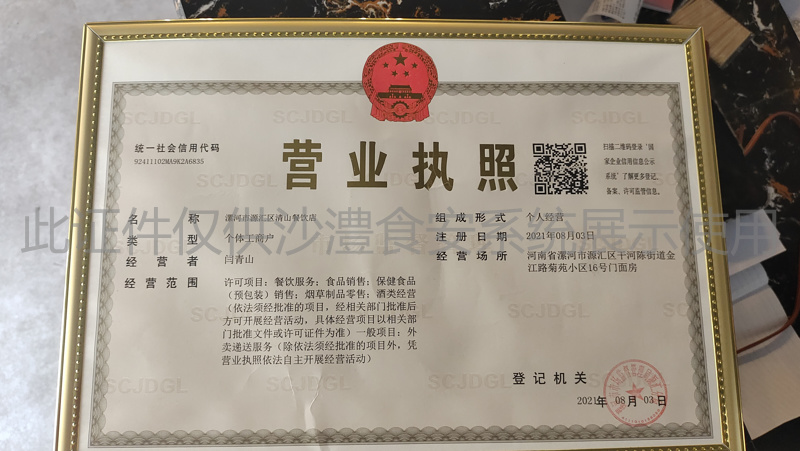 统一社会信用代码
92411102MA9K2A6835
营业执照
扫描二维码登录‘国
家企业信用信息公示
系统’了解更多登记、
备案、许可监管信息。
名称 漯河市源汇区清山餐饮店
类型 个体工商户
经营者 闫青山
经营范围 许可项目：餐饮服务；食品销售；保健食品
（预包装）销售；烟草制品零售；酒类经营
（依法须经批准的项目，经相关部门批准后
方可开展经营活动，具体经营项目以相关部
门批准文件或许可证件为准）一般项目：外
卖递送服务（除依法须经批准的项目外，凭
营业执照依法自主开展经营活动）
组成形式 个人经营
注册日期 2021年08月03日
经营场所 河南省漯河市源汇区干河陈街道金
江路菊苑小区16号门面房
登记机关
2021年 08月03日
此证件仅供沙澧食安系统展示使用
SCJDGL